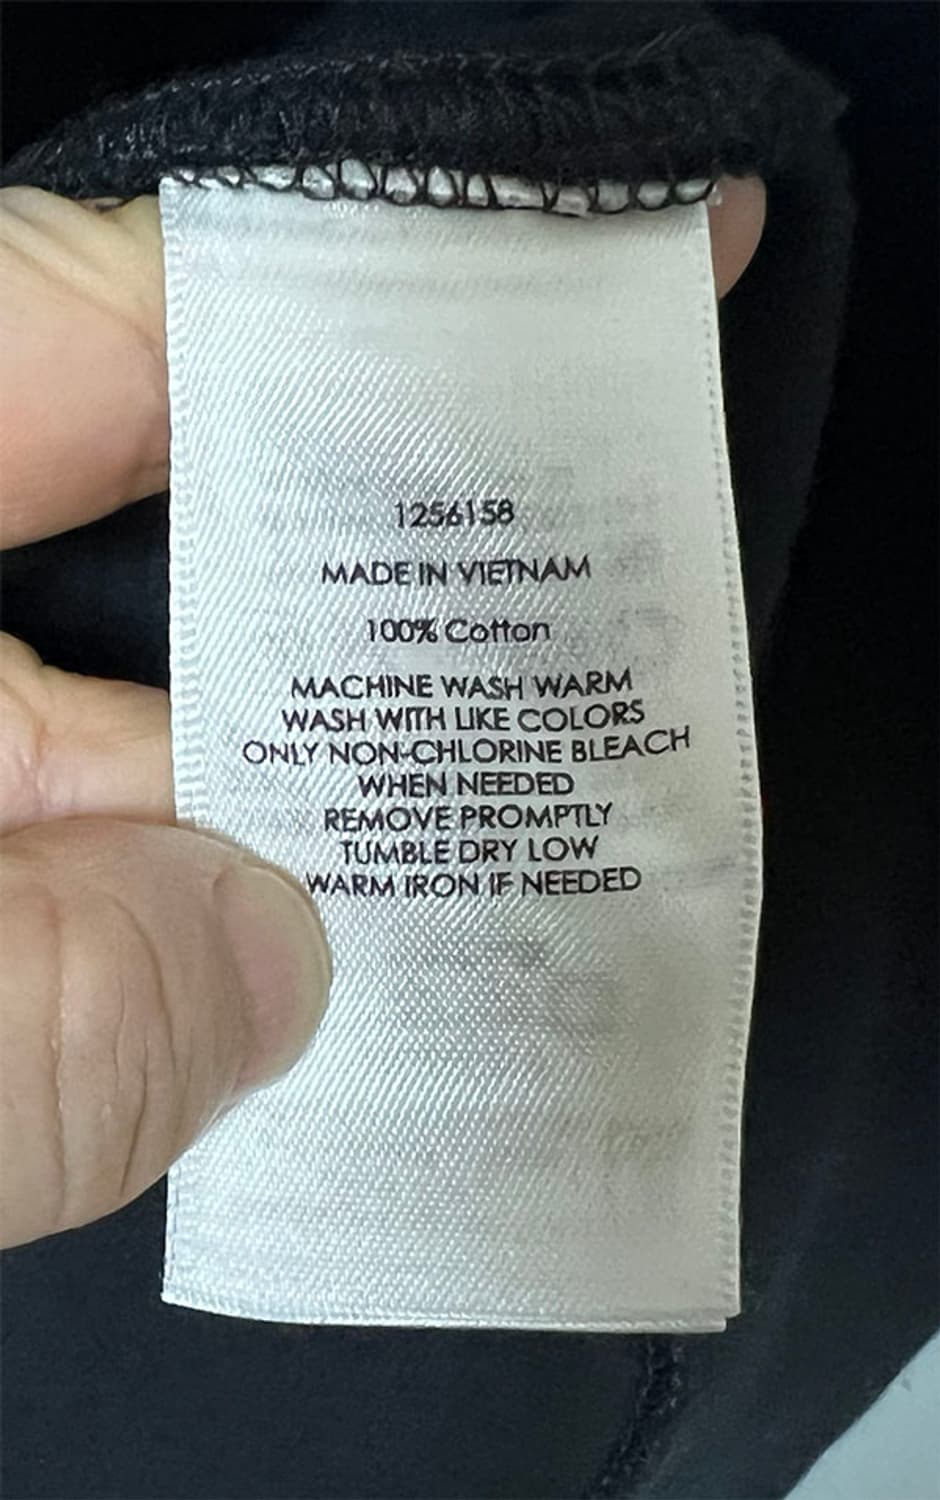 1256158
MADE IN VIETNAM
100% Cotton
MACHINE WASH WARM
WASH WITH LIKE COLORS
ONLY NON-CHLORINE BLEACH
WHEN NEEDED
REMOVE PROMPTLY
TUMBLE DRY LOW
WARM IRON IF NEEDED